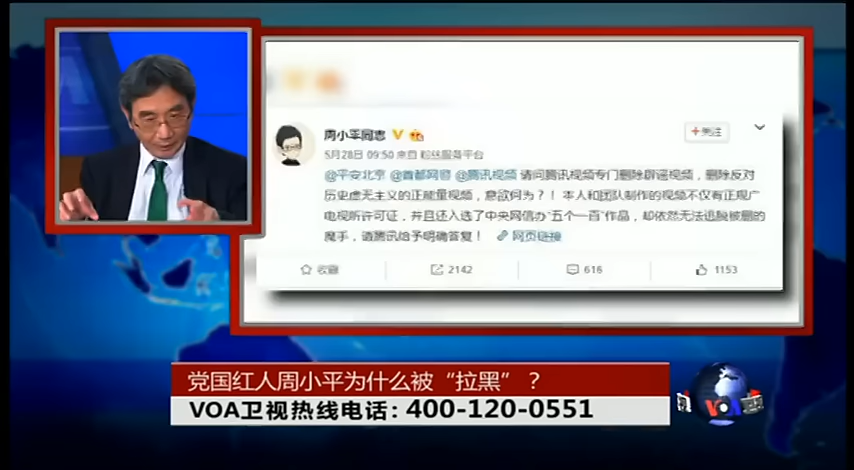 周小平同志
5月28日 09:50 来自 粉丝服务平台
+关注
@平安北京 @首都网警 @腾讯视频 请问腾讯视频专门删除辟谣视频，删除反对
历史虚无主义的正能量视频，意欲何为？！本人和团队制作的视频不仅有正规广
电视听许可证，并且还入选了中央网信办“五个一百”作品，却依然无法逃脱被删的
魔手，请腾讯给予明确答复！ 网页链接
收藏
2142
616
1153
党国红人周小平为什么被“拉黑”？
VOA卫视热线电话：400-120-0551
VOA